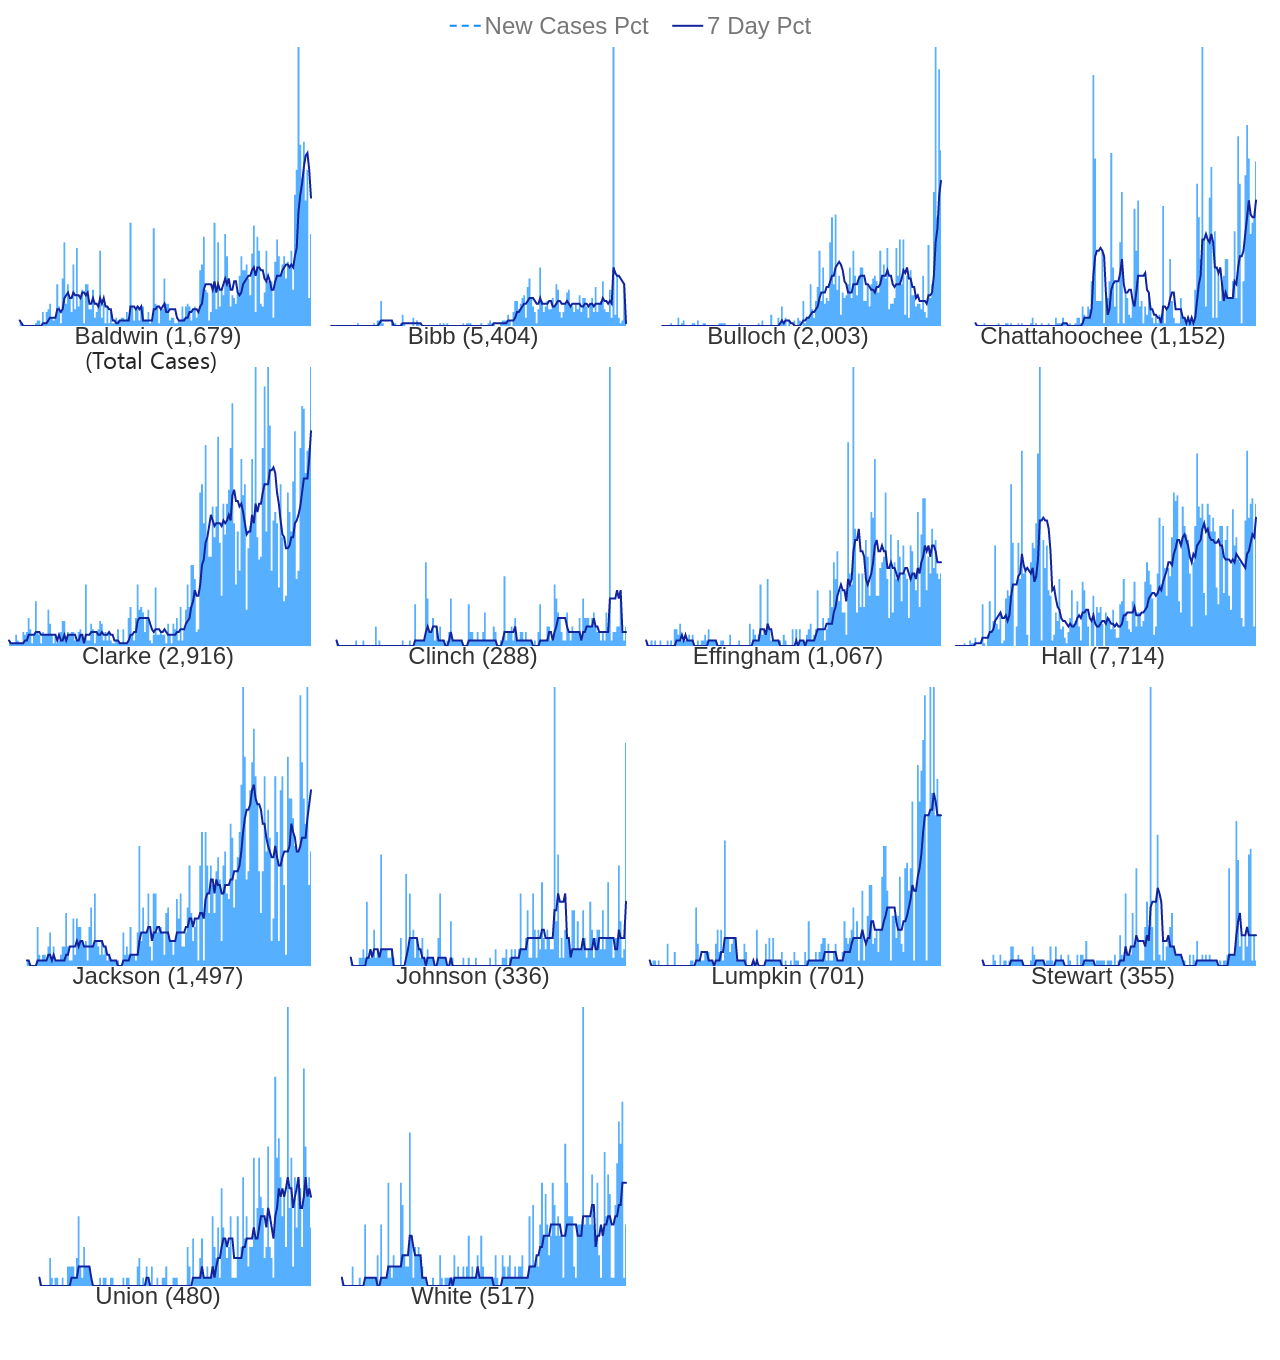 New Cases Pct 7 Day Pct
Baldwin (1,679) Bibb (5,404) Bulloch (2,003) Chattahoochee (1,152)
(Total Cases)
Clarke (2,916) Clinch (288) Effingham (1,067) Hall (7,714)
Jackson (1,497) Johnson (336) Lumpkin (701) Stewart (355)
Union (480) White (517)